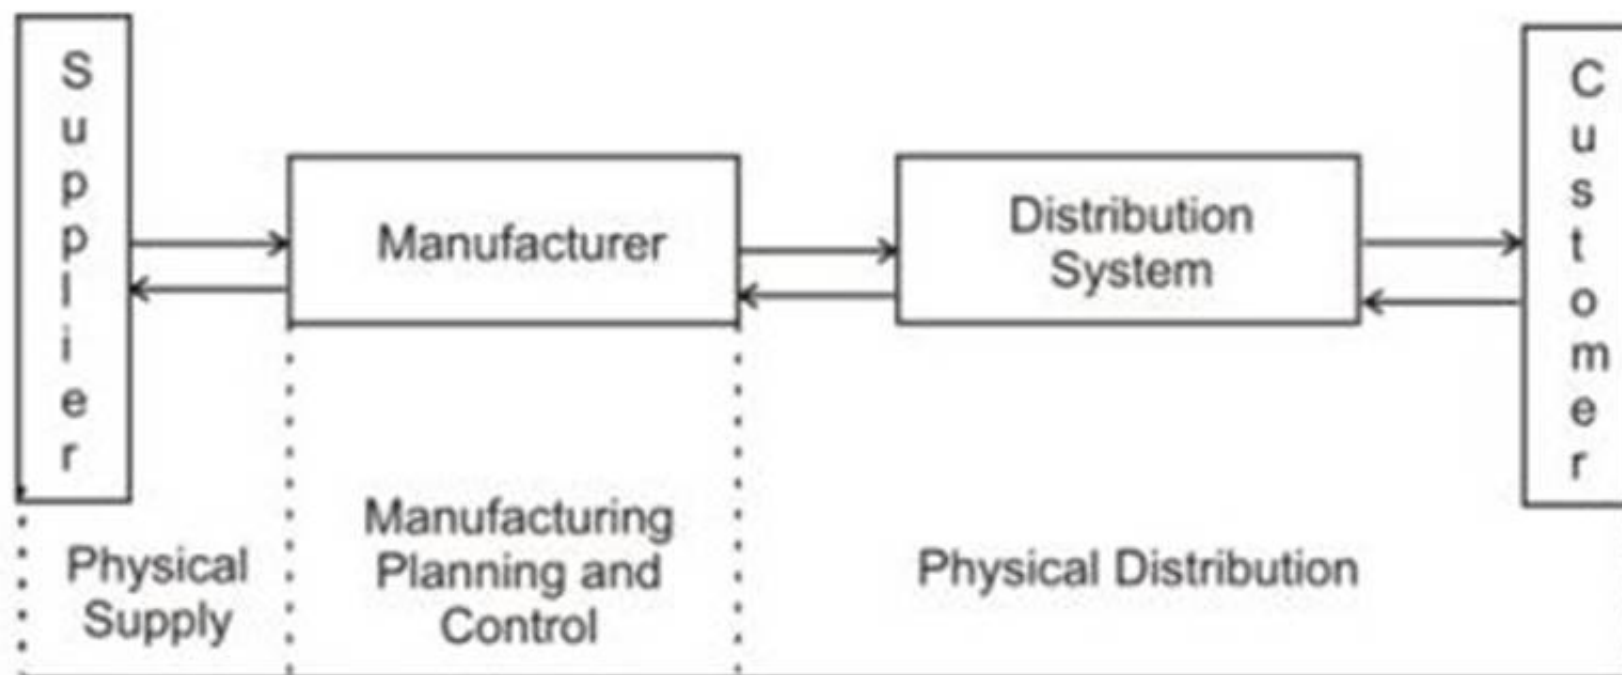 Supplier
Manufacturer
Distribution
System
Customer
Physical
Supply
Manufacturing
Planning and
Control
Physical Distribution